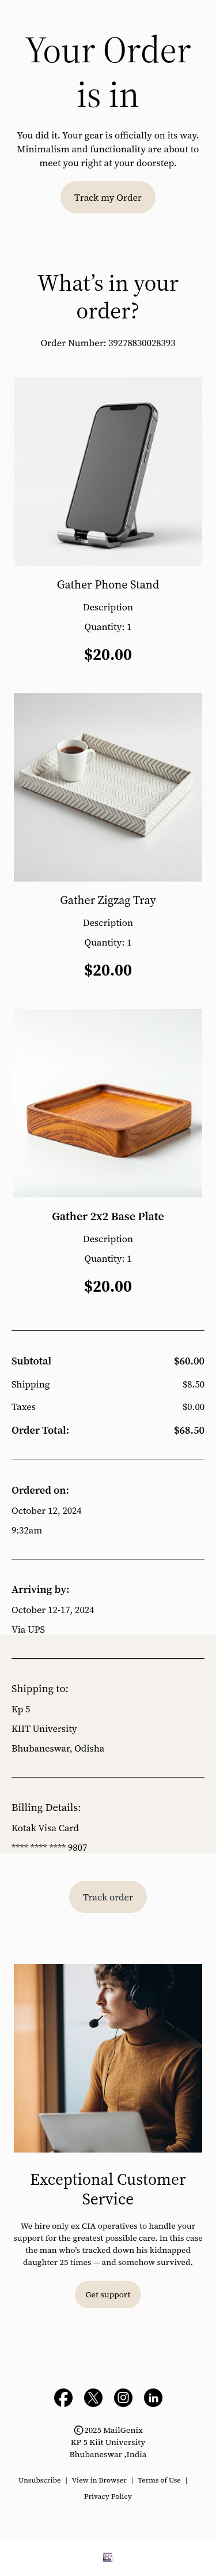 Your Order
is in
You did it. Your gear is officially on its way.
Minimalism and functionality are about to
meet you right at your doorstep.
Track my Order
What's in your
order?
Order Number: 39278830028393
Gather Phone Stand
Description
Quantity: 1
$20.00
Gather Zigzag Tray
Description
Quantity: 1
$20.00
Gather 2x2 Base Plate
Description
Quantity: 1
$20.00
Subtotal $60.00
Shipping $8.50
Taxes $0.00
Order Total: $68.50
Ordered on:
October 12, 2024
9:32am
Arriving by:
October 12-17, 2024
Via UPS
Shipping to:
Kp 5
KIIT University
Bhubaneswar, Odisha
Billing Details:
Kotak Visa Card
**** **** **** 9807
Track order
Exceptional Customer
Service
We hire only ex CIA operatives to handle your
support for the greatest possible care. In this case
the man who's tracked down his kidnapped
daughter 25 times — and somehow survived.
Get support
©2025 MailGenix
KP 5 Kiit University
Bhubaneswar ,India
Unsubscribe | View in Browser | Terms of Use |
Privacy Policy